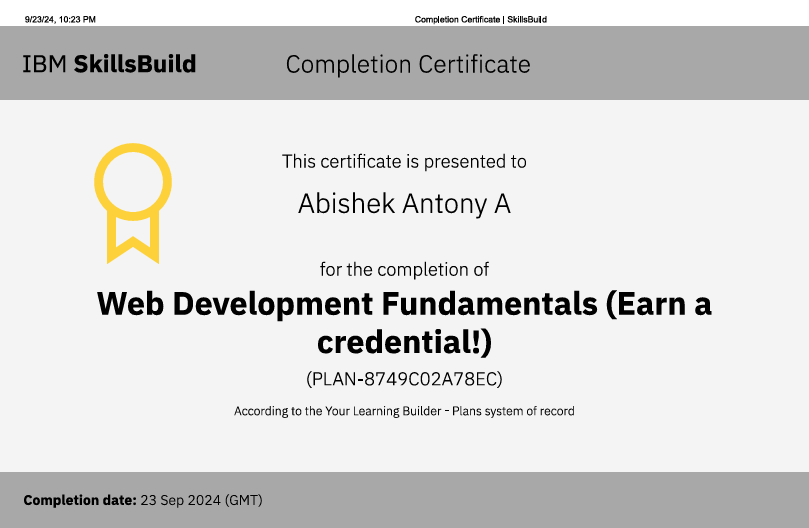 9/23/24, 10:23 PM Completion Certificate | SkillsBuild
IBM SkillsBuild Completion Certificate
This certificate is presented to
Abishek Antony A
for the completion of
Web Development Fundamentals (Earn a
credential!)
(PLAN-8749C02A78EC)
According to the Your Learning Builder - Plans system of record
Completion date: 23 Sep 2024 (GMT)